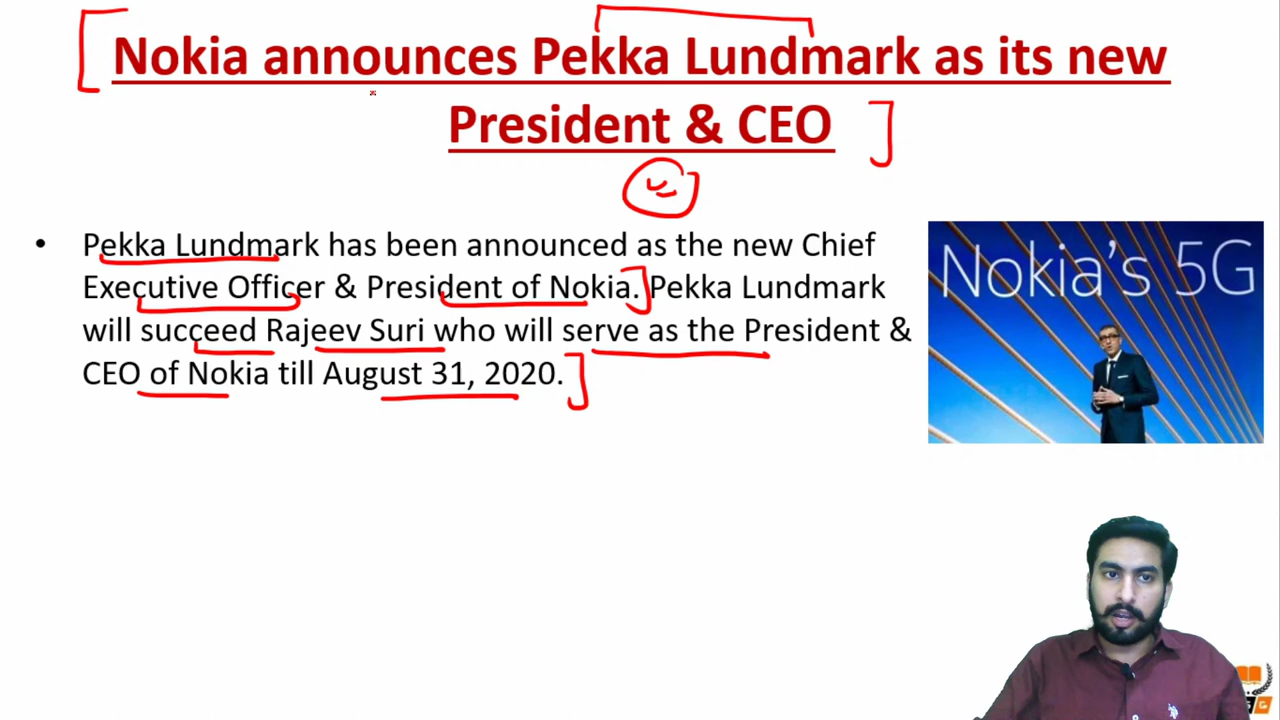 Nokia announces Pekka Lundmark as its new
President & CEO
• Pekka Lundmark has been announced as the new Chief
Executive Officer & President of Nokia. Pekka Lundmark
will succeed Rajeev Suri who will serve as the President &
CEO of Nokia till August 31, 2020.
Nokia's 5G